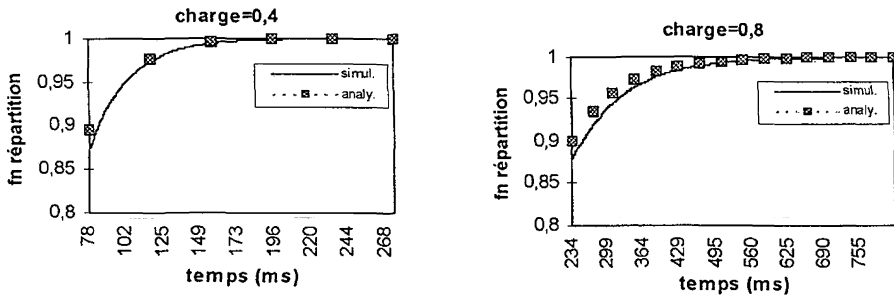 charge=0,4
fn répartition
1
0,95
0,9
0,85
0,8
simul.
analy.
78
102
125
149
173
196
220
244
268
temps (ms)
charge=0,8
fn répartition
1
0,95
0,9
0,85
0,8
simul.
analy.
234
299
364
429
495
560
625
690
755
temps (ms)